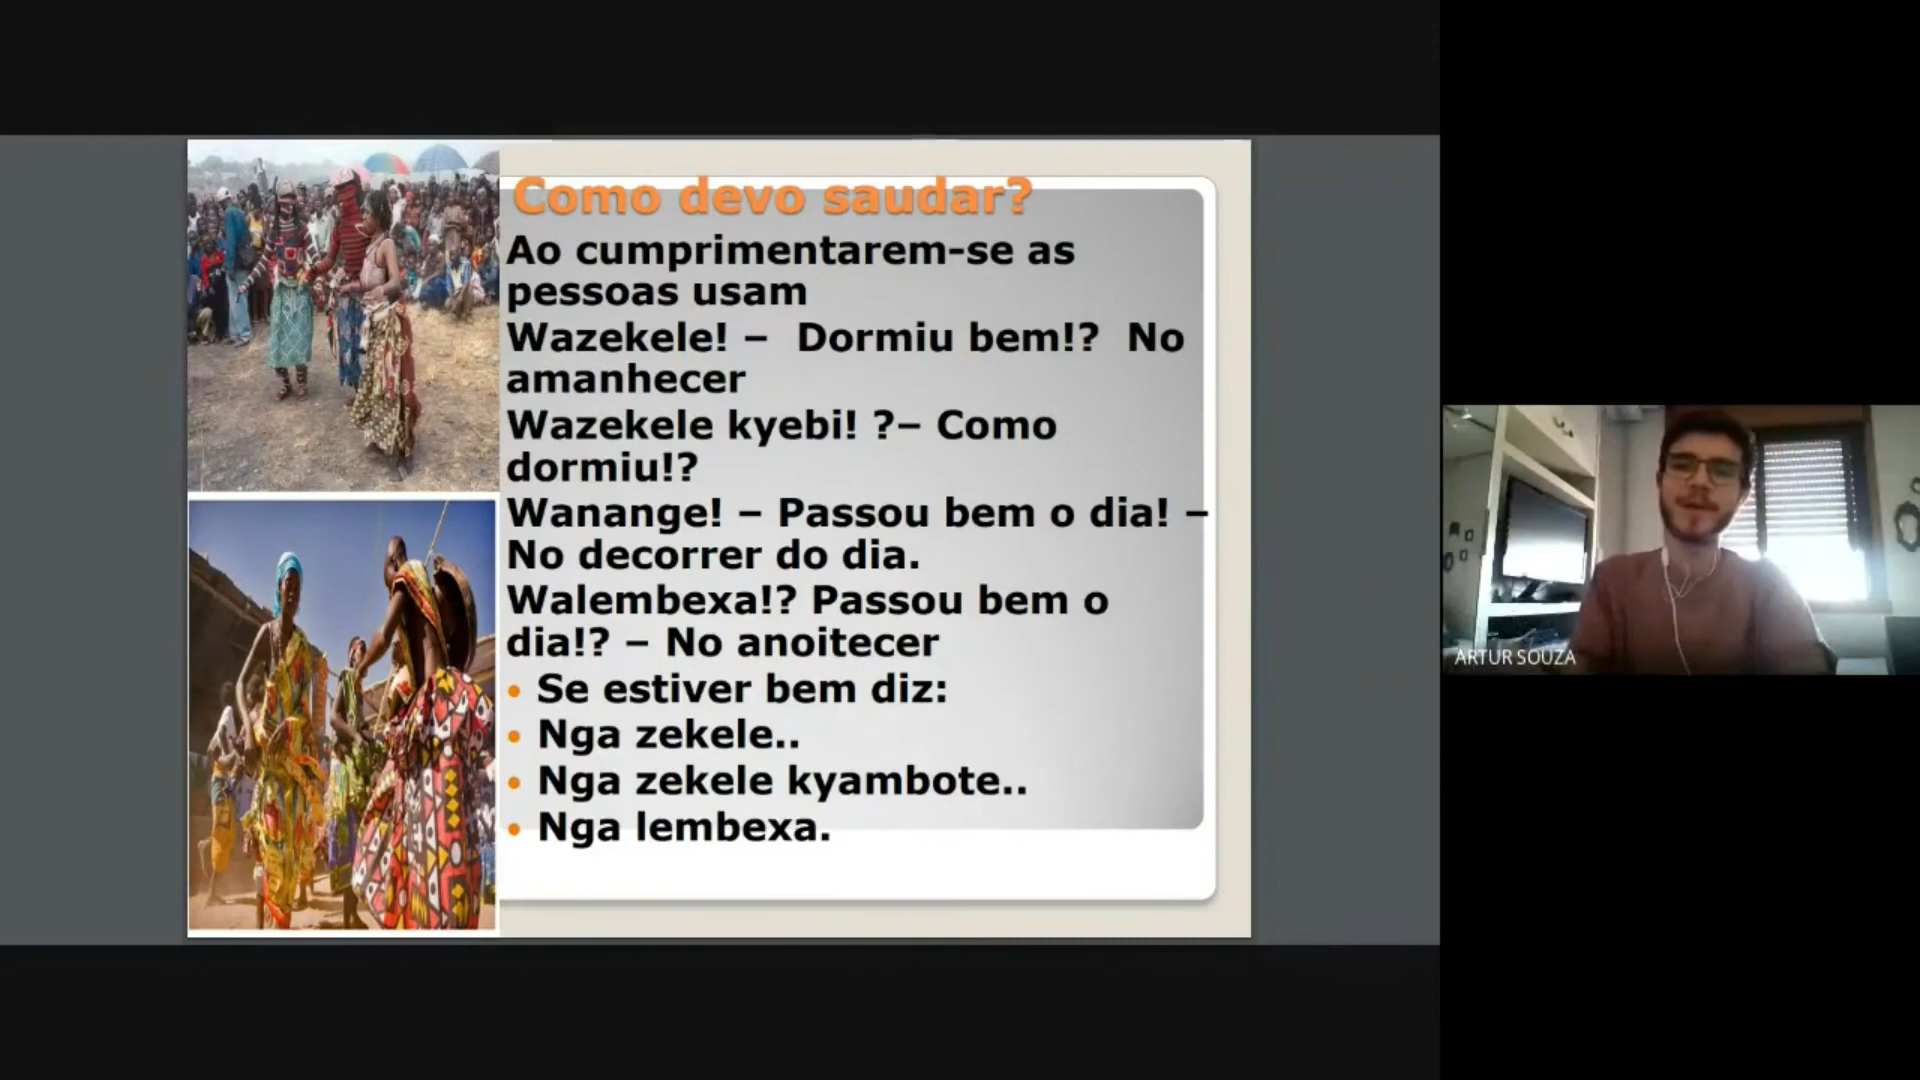 Como devo saudar?
Ao cumprimentarem-se as
pessoas usam
Wazekele! – Dormiu bem!? No
amanhecer
Wazekele kyebi! ?– Como
dormiu!?
Wanange! – Passou bem o dia! –
No decorrer do dia.
Walembexa!? Passou bem o
dia!? – No anoitecer
• Se estiver bem diz:
• Nga zekele..
• Nga zekele kyambote..
• Nga lembexa.
ARTUR SOUZA